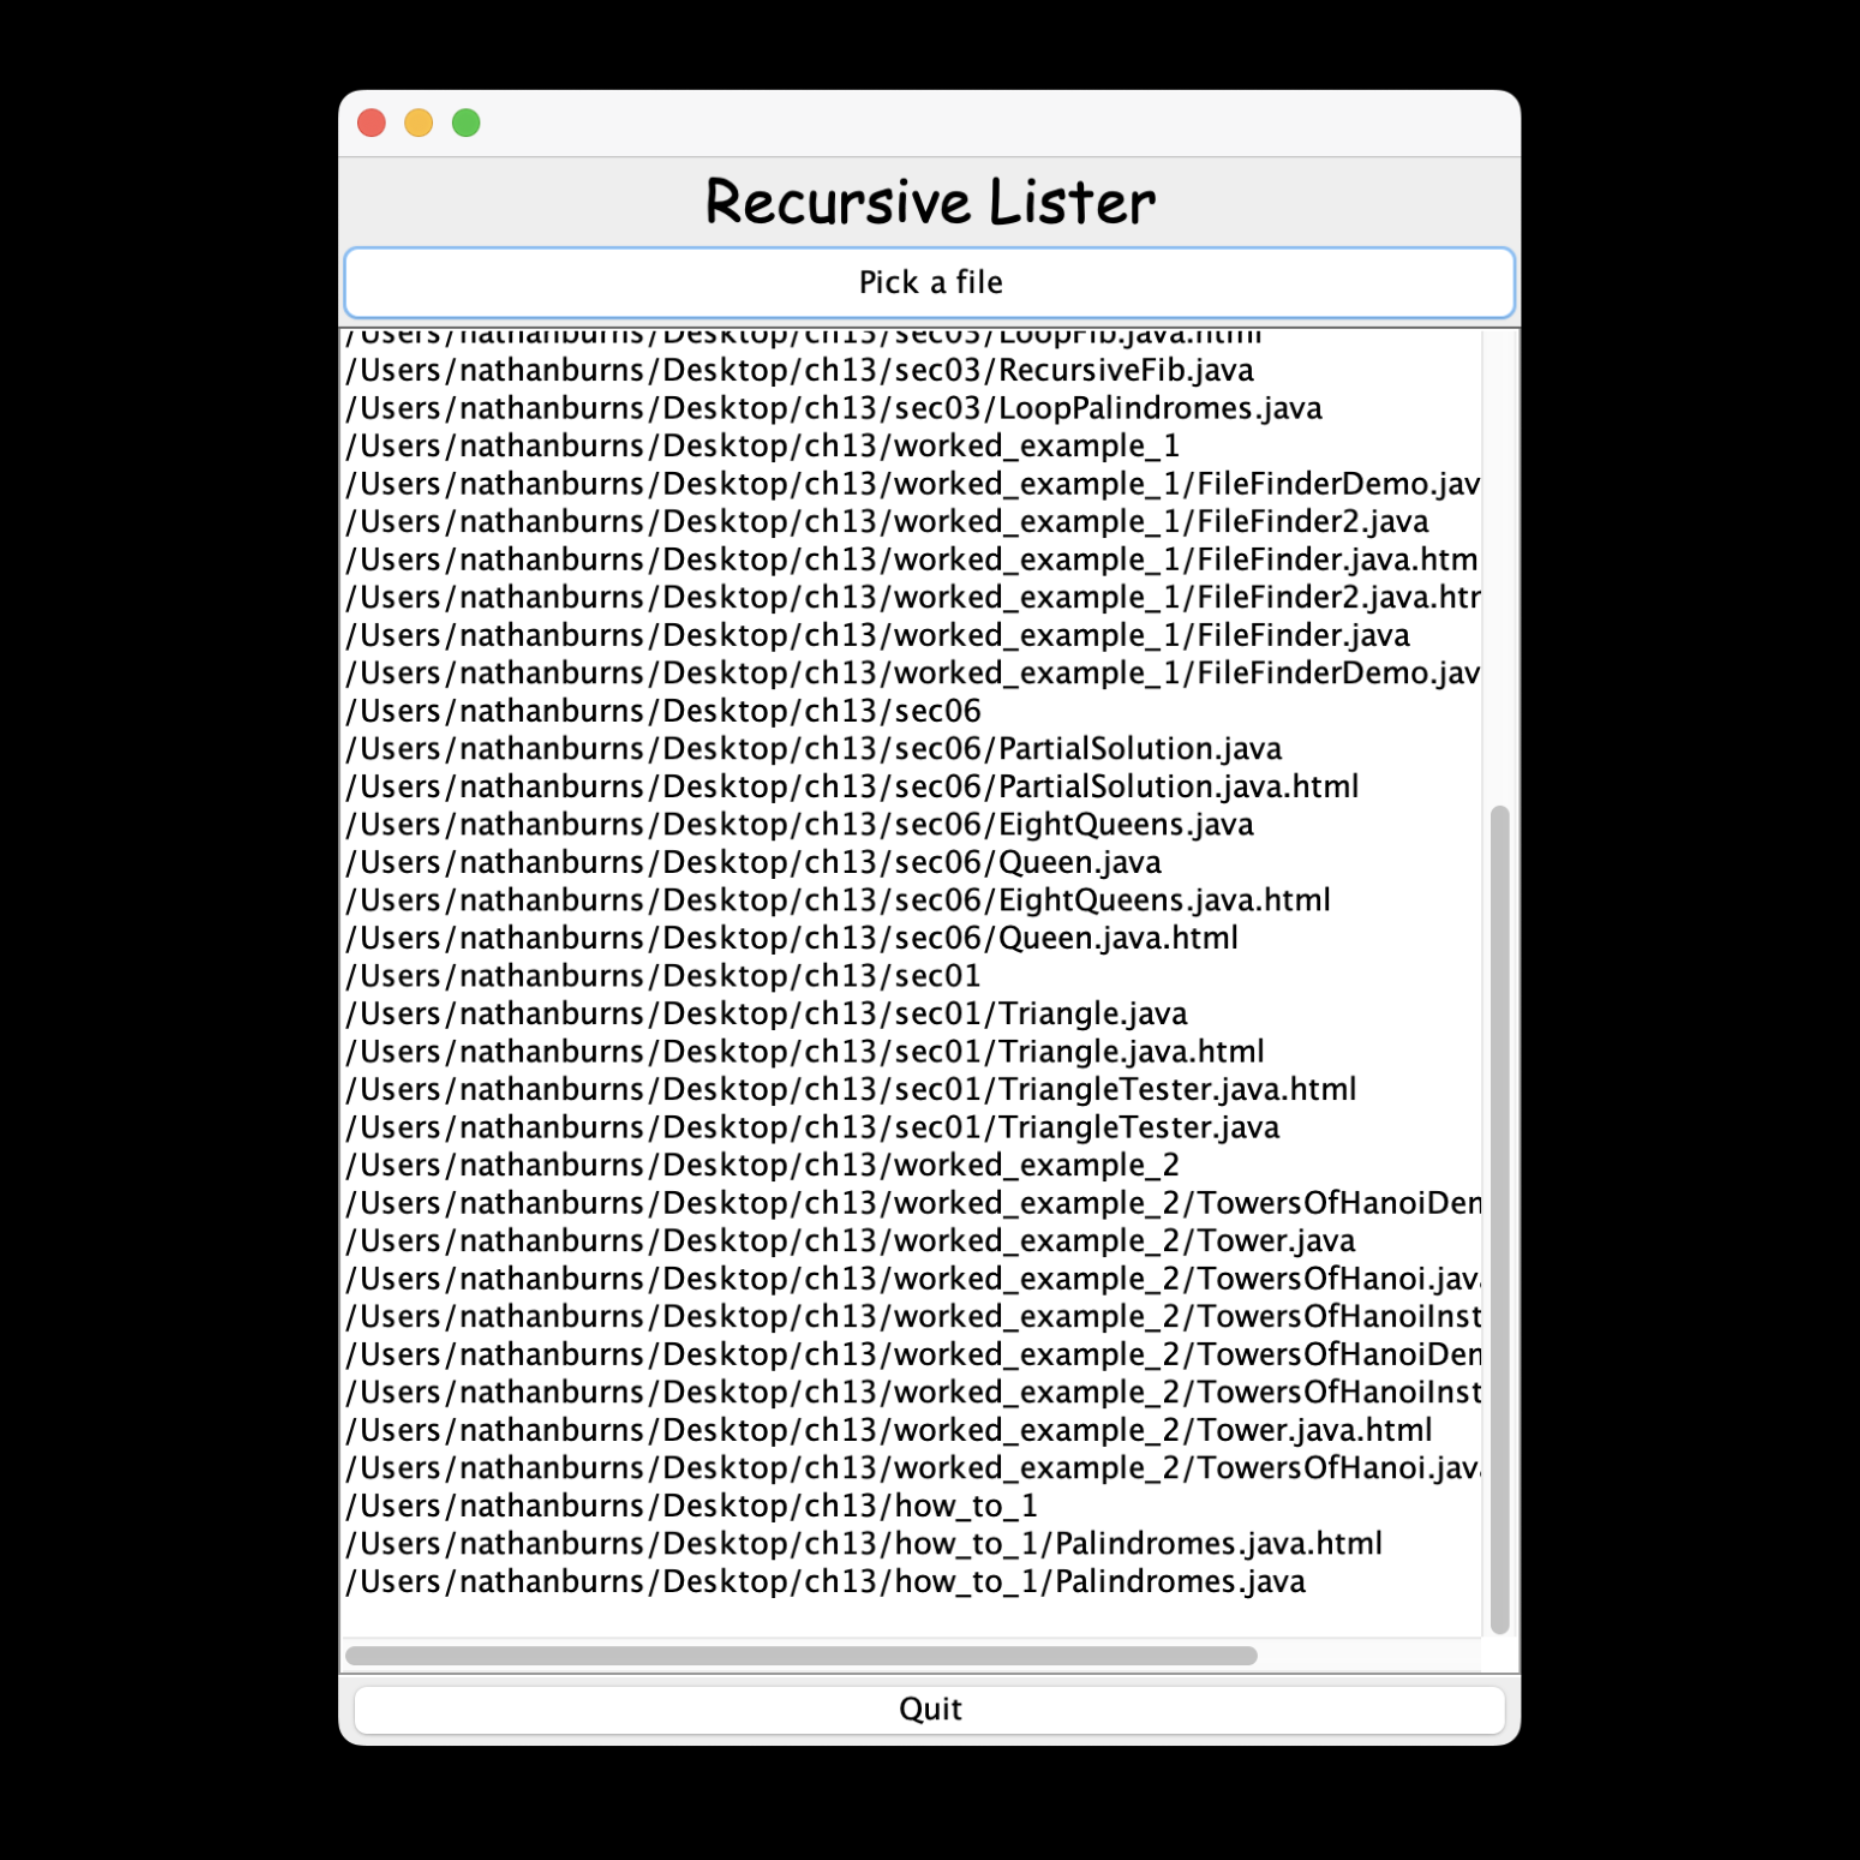 Recursive Lister
Pick a file
/Users/nathanburns/Desktop/ch13/sec03/LoopFib.java.html
/Users/nathanburns/Desktop/ch13/sec03/RecursiveFib.java
/Users/nathanburns/Desktop/ch13/sec03/LoopPalindromes.java
/Users/nathanburns/Desktop/ch13/worked_example_1
/Users/nathanburns/Desktop/ch13/worked_example_1/FileFinderDemo.jav
/Users/nathanburns/Desktop/ch13/worked_example_1/FileFinder2.java
/Users/nathanburns/Desktop/ch13/worked_example_1/FileFinder.java.htm
/Users/nathanburns/Desktop/ch13/worked_example_1/FileFinder2.java.ht
/Users/nathanburns/Desktop/ch13/worked_example_1/FileFinder.java
/Users/nathanburns/Desktop/ch13/worked_example_1/FileFinderDemo.jav
/Users/nathanburns/Desktop/ch13/sec06
/Users/nathanburns/Desktop/ch13/sec06/PartialSolution.java
/Users/nathanburns/Desktop/ch13/sec06/PartialSolution.java.html
/Users/nathanburns/Desktop/ch13/sec06/EightQueens.java
/Users/nathanburns/Desktop/ch13/sec06/Queen.java
/Users/nathanburns/Desktop/ch13/sec06/EightQueens.java.html
/Users/nathanburns/Desktop/ch13/sec06/Queen.java.html
/Users/nathanburns/Desktop/ch13/sec01
/Users/nathanburns/Desktop/ch13/sec01/Triangle.java
/Users/nathanburns/Desktop/ch13/sec01/Triangle.java.html
/Users/nathanburns/Desktop/ch13/sec01/TriangleTester.java.html
/Users/nathanburns/Desktop/ch13/sec01/TriangleTester.java
/Users/nathanburns/Desktop/ch13/worked_example_2
/Users/nathanburns/Desktop/ch13/worked_example_2/TowersOfHanoiDe
/Users/nathanburns/Desktop/ch13/worked_example_2/Tower.java
/Users/nathanburns/Desktop/ch13/worked_example_2/TowersOfHanoi.jav
/Users/nathanburns/Desktop/ch13/worked_example_2/TowersOfHanoiInst
/Users/nathanburns/Desktop/ch13/worked_example_2/TowersOfHanoiDe
/Users/nathanburns/Desktop/ch13/worked_example_2/TowersOfHanoiInst
/Users/nathanburns/Desktop/ch13/worked_example_2/Tower.java.html
/Users/nathanburns/Desktop/ch13/worked_example_2/TowersOfHanoi.jav
/Users/nathanburns/Desktop/ch13/how_to_1
/Users/nathanburns/Desktop/ch13/how_to_1/Palindromes.java.html
/Users/nathanburns/Desktop/ch13/how_to_1/Palindromes.java
Quit